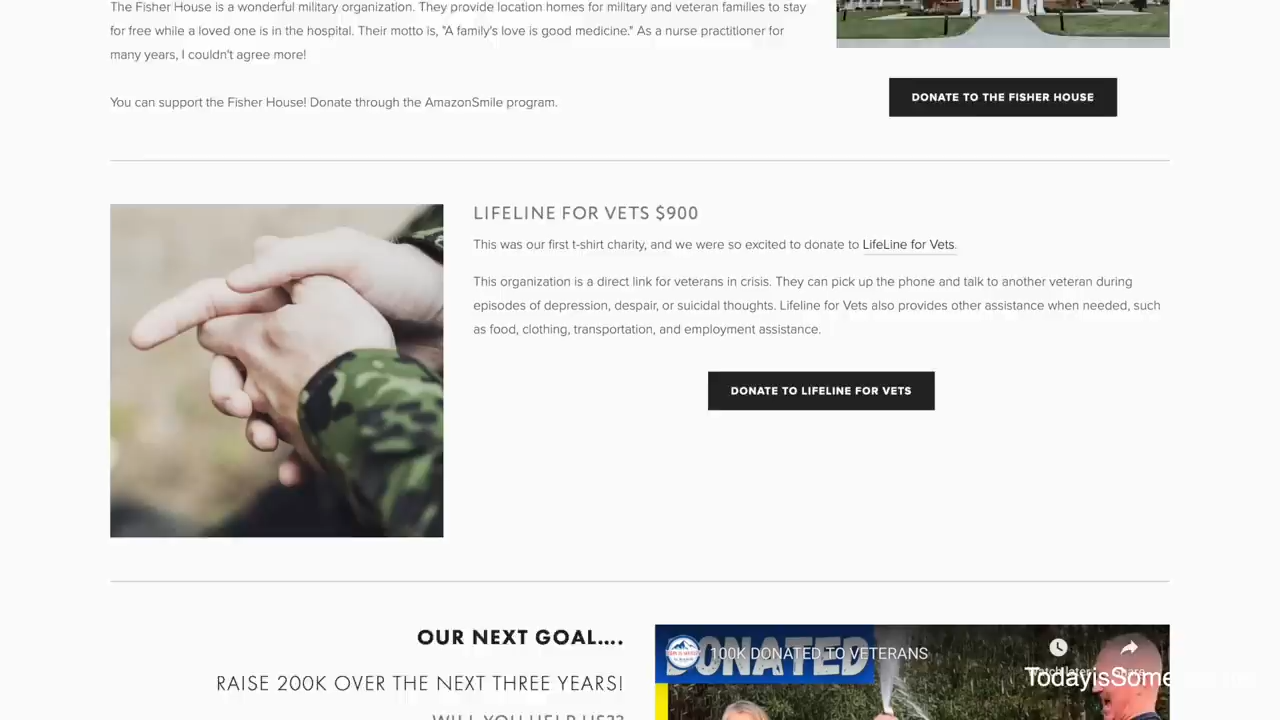 The Fisher House is a wonderful military organization. They provide location homes for military and veteran families to stay
for free while a loved one is in the hospital. Their motto is, "A family's love is good medicine." As a nurse practitioner for
many years, I couldn't agree more!
You can support the Fisher House! Donate through the AmazonSmile program.
DONATE TO THE FISHER HOUSE
LIFELINE FOR VETS $900
This was our first t-shirt charity, and we were so excited to donate to LifeLine for Vets.
This organization is a direct link for veterans in crisis. They can pick up the phone and talk to another veteran during
episodes of depression, despair, or suicidal thoughts. Lifeline for Vets also provides other assistance when needed, such
as food, clothing, transportation, and employment assistance.
DONATE TO LIFELINE FOR VETS
OUR NEXT GOAL....
RAISE 200K OVER THE NEXT THREE YEARS!
WILL YOU HELP US??
DONATED
100K DONATED TO VETERANS